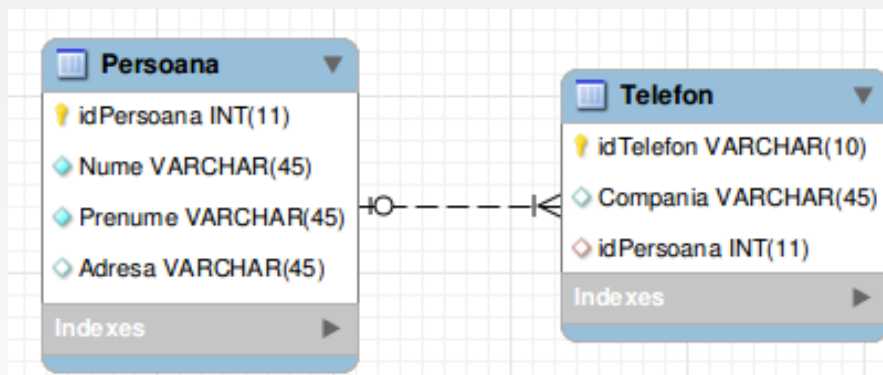 Persoana
idPersoana INT(11)
Nume VARCHAR(45)
Prenume VARCHAR(45)
Adresa VARCHAR(45)
Indexes
Telefon
idTelefon VARCHAR(10)
Compania VARCHAR(45)
idPersoana INT(11)
Indexes